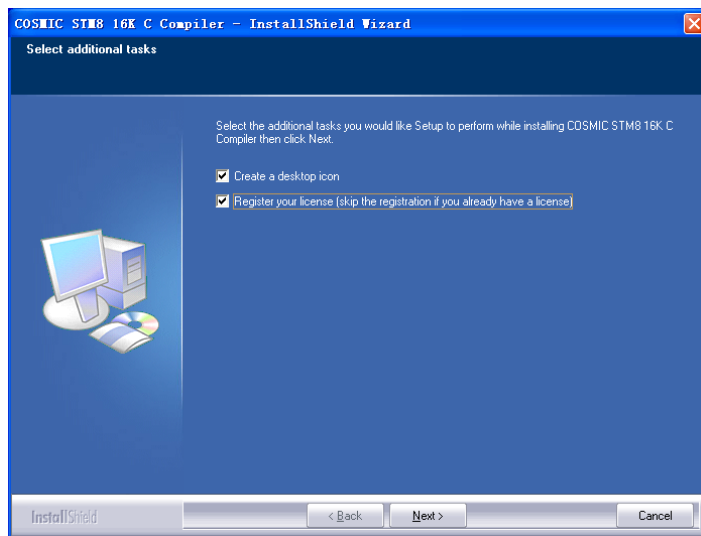 COSMIC STM8 16K C Compiler - InstallShield Wizard
Select additional tasks
Select the additional tasks you would like Setup to perform while installing COSMIC STM8 16K C
Compiler then click Next.
Create a desktop icon
Register your license (skip the registration if you already have a license)
InstallShield
< Back
Next >
Cancel